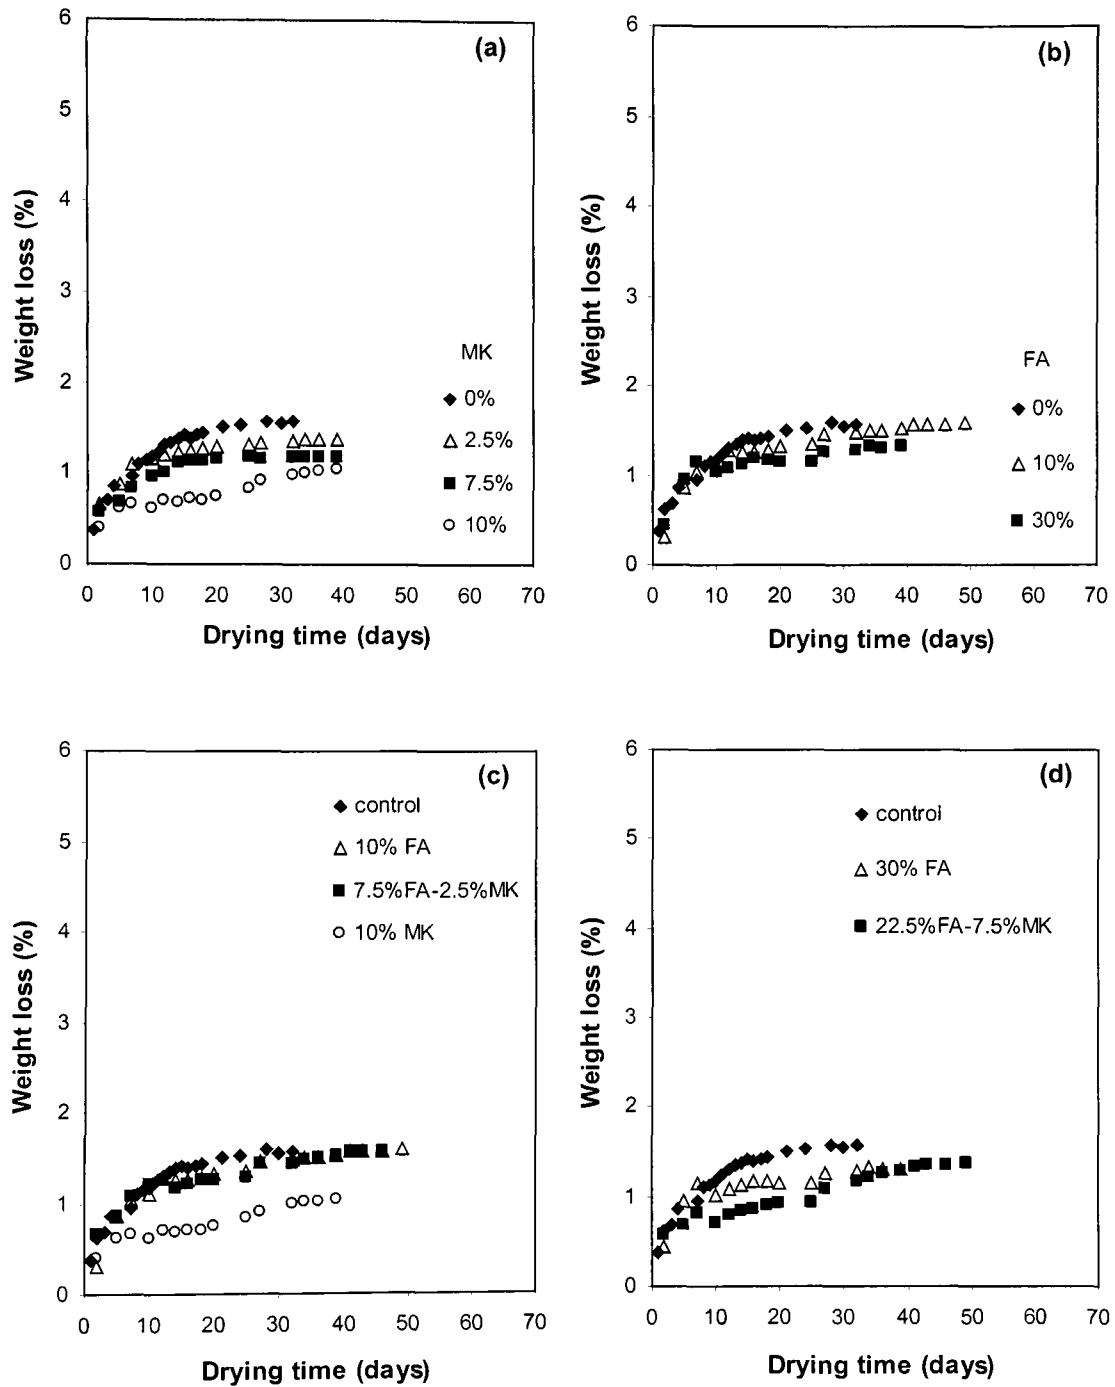 6
(a)
5
4
Weight loss (%)
3
MK
2
0%
2.5%
1
7.5%
10%
0
0 10 20 30 40 50 60 70
Drying time (days)
6
(b)
5
4
Weight loss (%)
3
FA
2
0%
10%
1
30%
0
0 10 20 30 40 50 60 70
Drying time (days)
6
(c)
control
5
10% FA
7.5%FA-2.5%MK
4
10% MK
Weight loss (%)
3
2
1
0
0 10 20 30 40 50 60 70
Drying time (days)
6
(d)
control
5
30% FA
22.5%FA-7.5%MK
4
Weight loss (%)
3
2
1
0
0 10 20 30 40 50 60 70
Drying time (days)